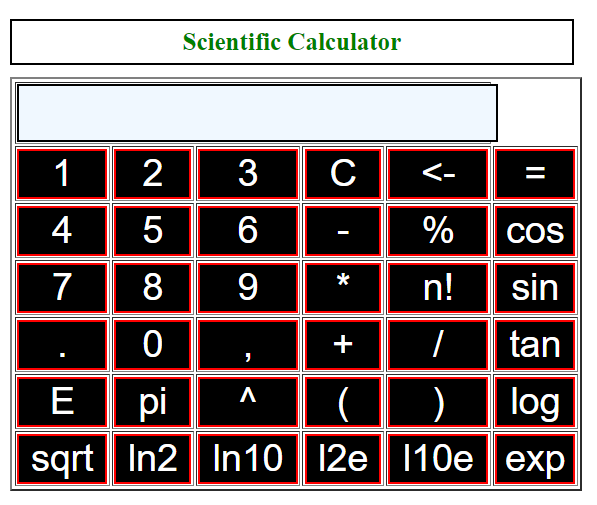 Scientific Calculator
1 2 3 C <- =
4 5 6 - % cos
7 8 9 * n! sin
. 0 , + / tan
E pi ^ ( ) log
sqrt ln2 ln10 l2e l10e exp